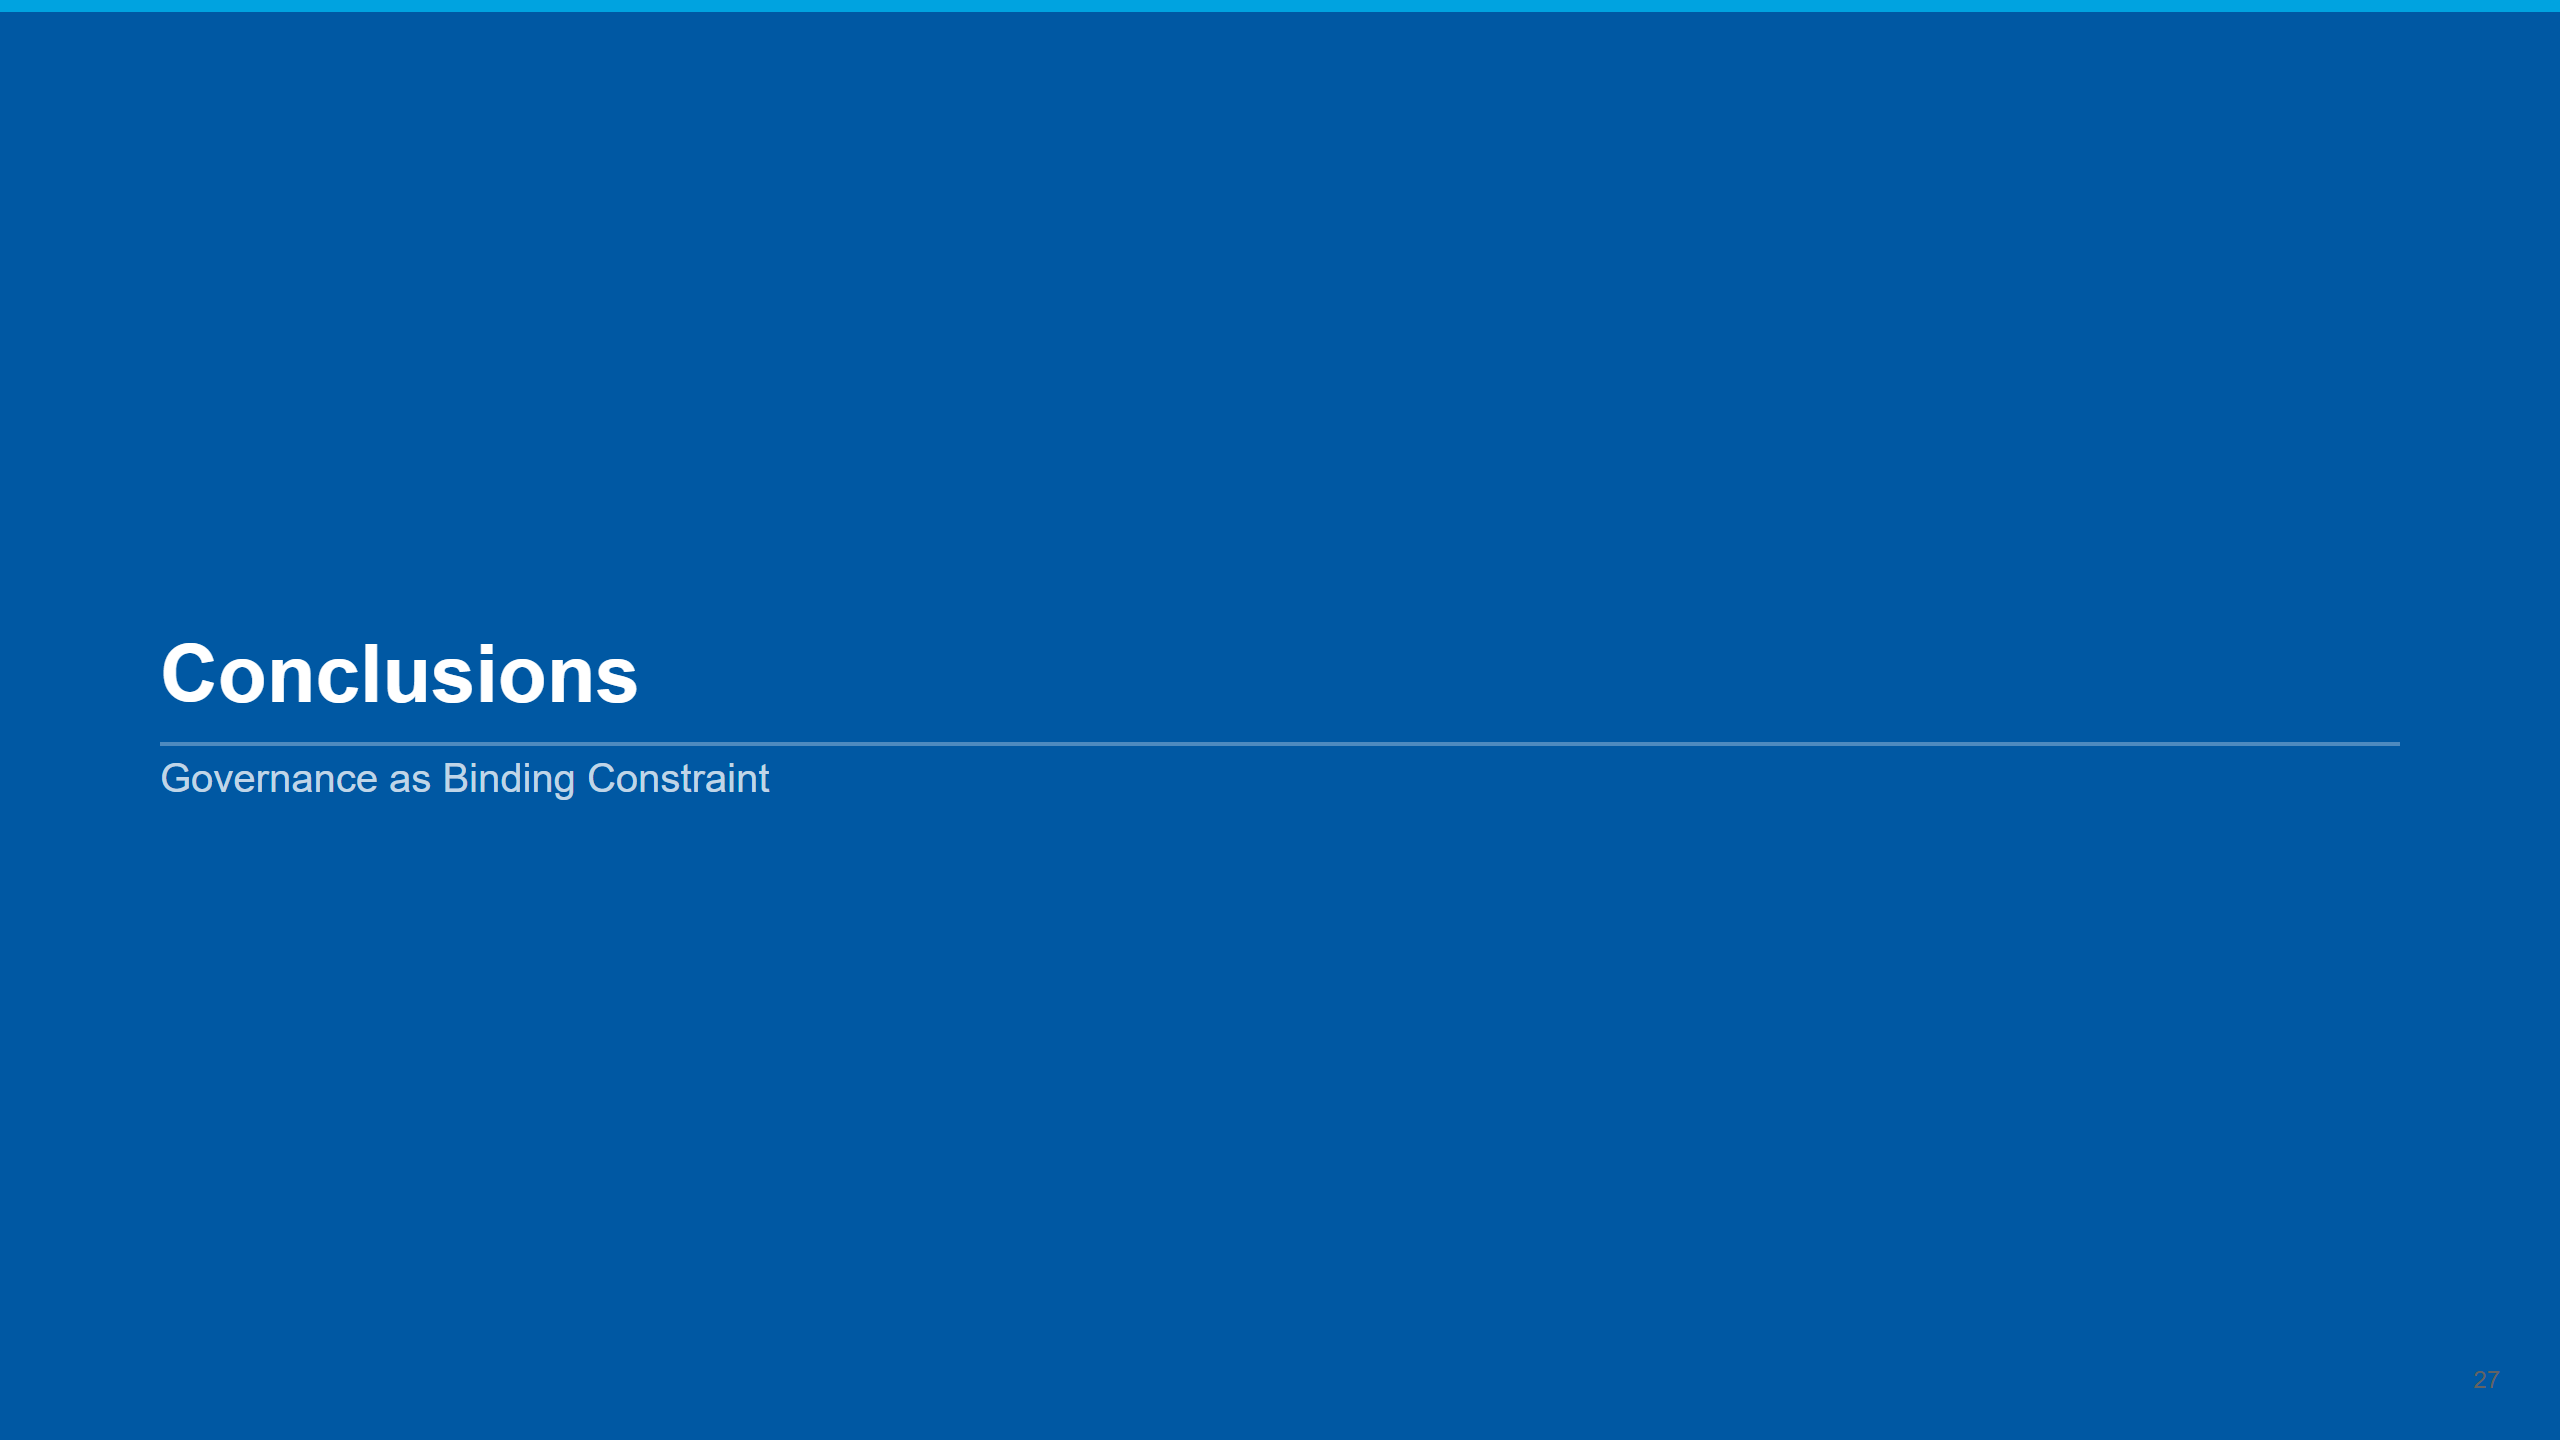 Conclusions
Governance as Binding Constraint
27